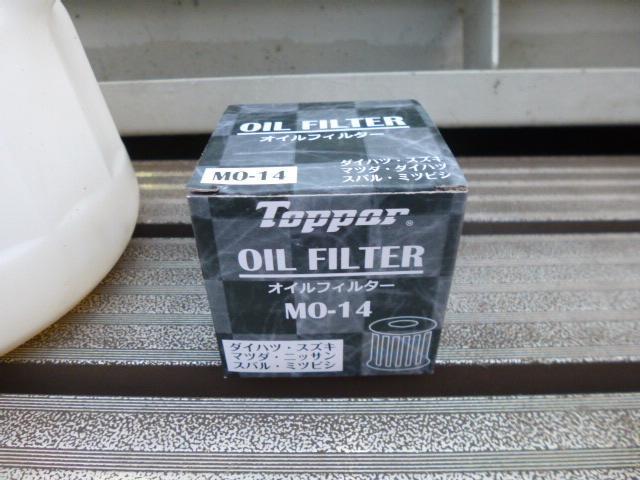 OIL FILTER
オイルフィルター
MO-14
ダイハツ・スズキ
マツダ・ダイハツ
スバル・ミツビシ
Toppor®
OIL FILTER
オイルフィルター
MO-14
ダイハツ・スズキ
マツダ・ニッサン
スバル・ミツビシ